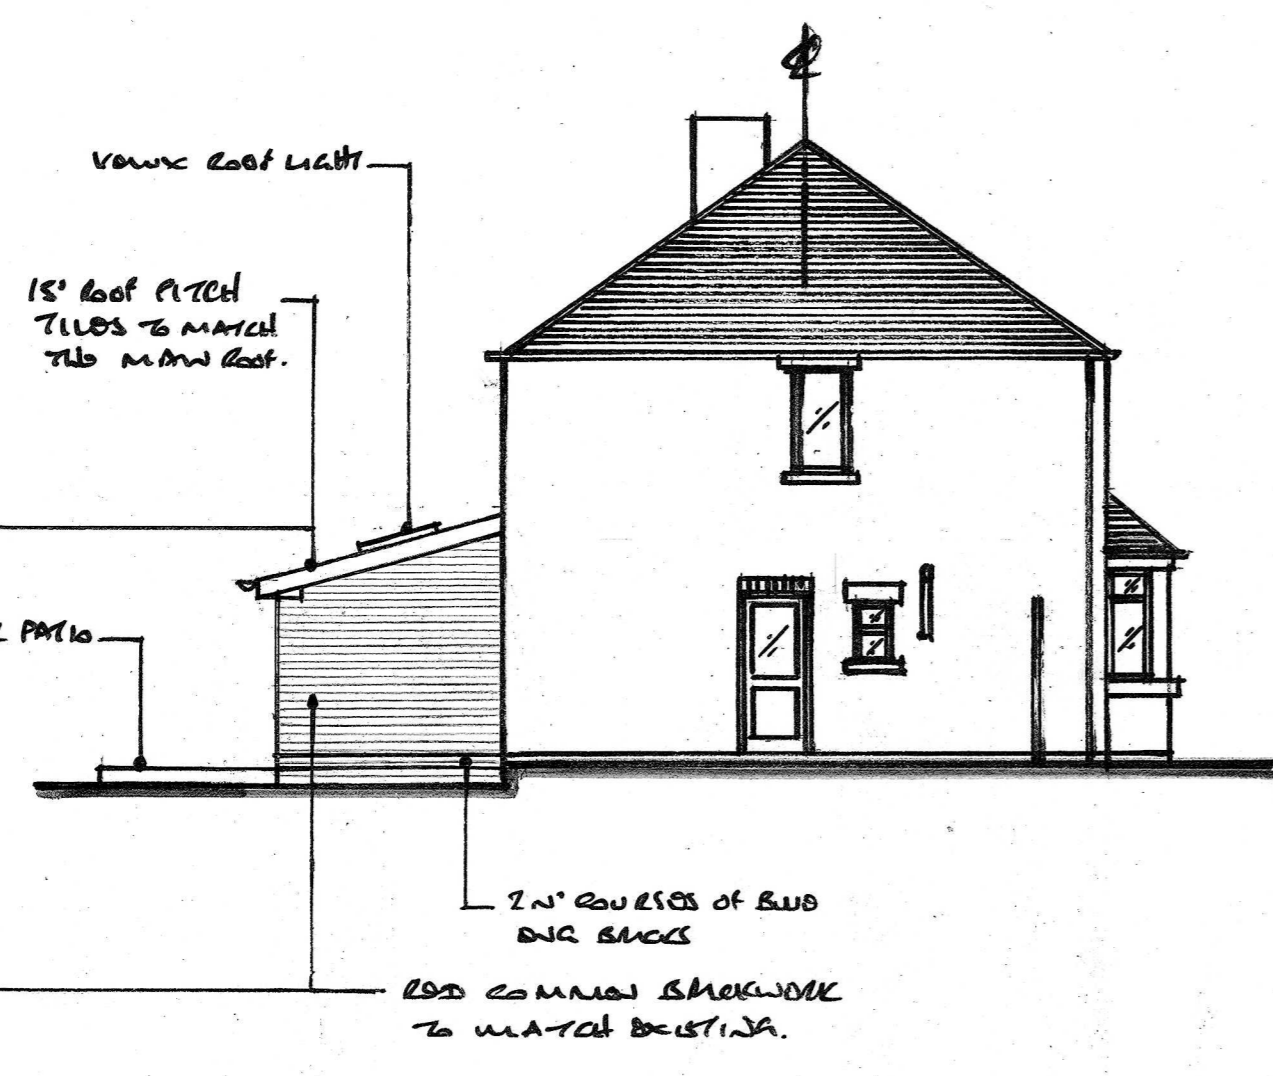 VELUX ROOF LIGHT
15° ROOF PITCH
TILES TO MATCH
THE MAIN ROOF.
PATIO
2 Nº COURSES OF BLUE
ENG BRICKS
RED COMMON BRICKWORK
TO MATCH EXISTING.